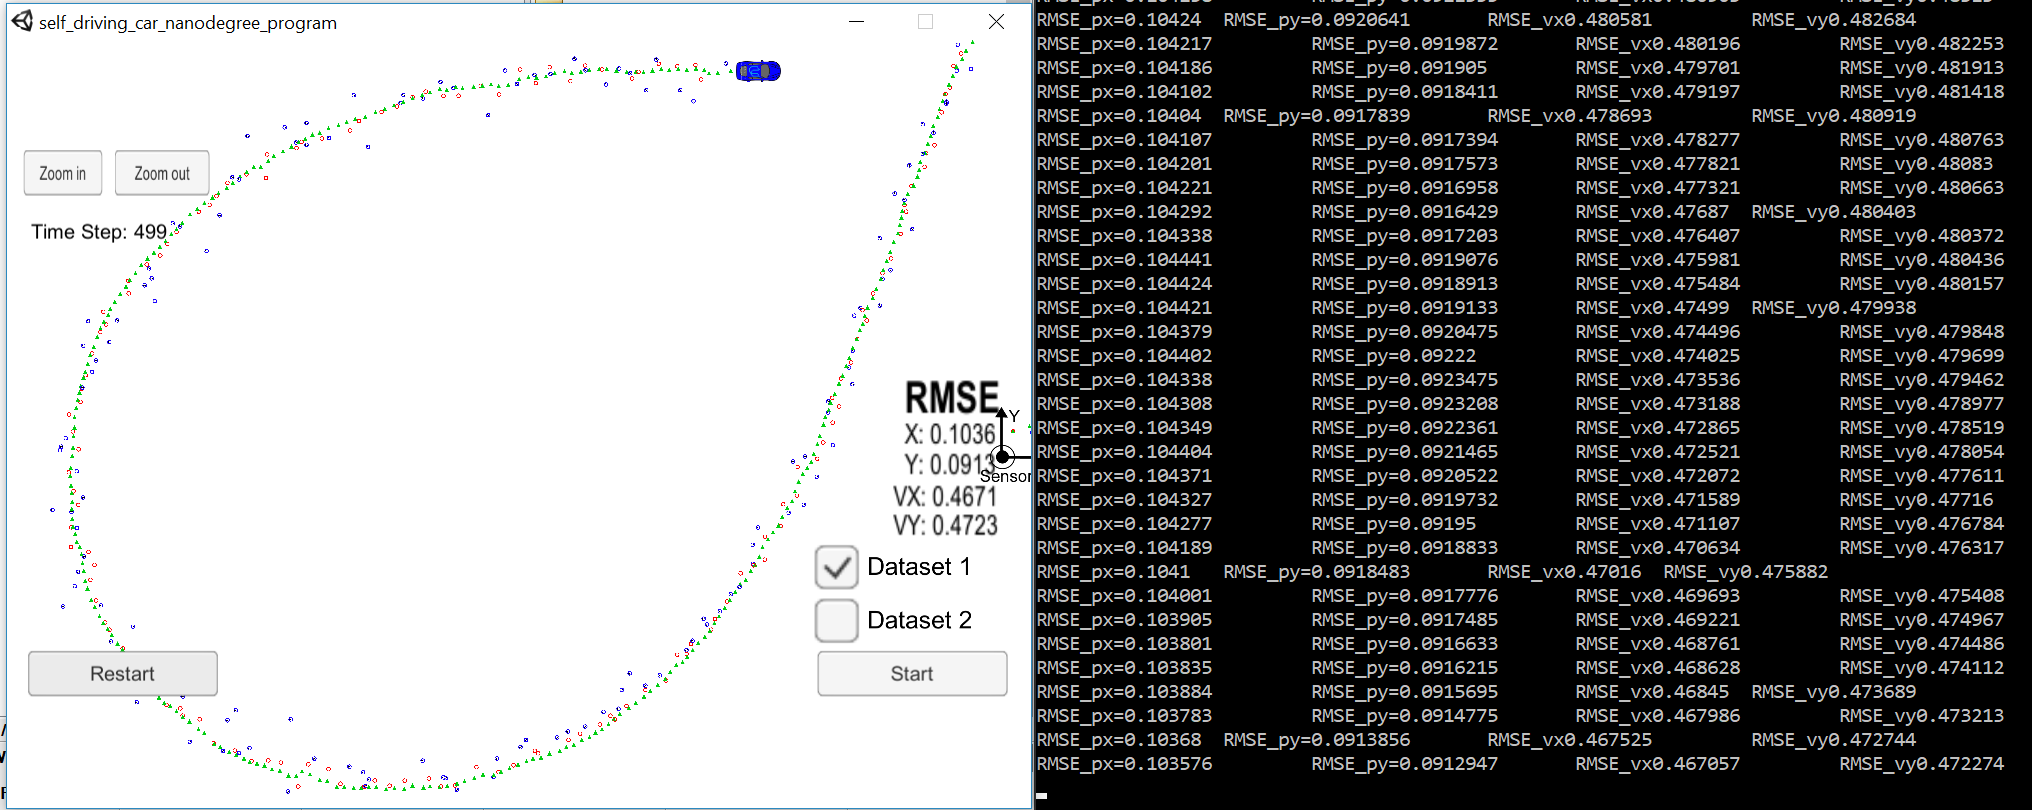 self_driving_car_nanodegree_program
Zoom in Zoom out
Time Step: 499
RMSE
Y
X: 0.1036
Y: 0.0913
Sensor
VX: 0.4671
VY: 0.4723
Dataset 1
Dataset 2
Restart
Start
RMSE_px=0.10424 RMSE_py=0.0920641 RMSE_vx0.480581 RMSE_vy0.482684
RMSE_px=0.104217 RMSE_py=0.0919872 RMSE_vx0.480196 RMSE_vy0.482253
RMSE_px=0.104186 RMSE_py=0.091905 RMSE_vx0.479701 RMSE_vy0.481913
RMSE_px=0.104102 RMSE_py=0.0918411 RMSE_vx0.479197 RMSE_vy0.481418
RMSE_px=0.10404 RMSE_py=0.0917839 RMSE_vx0.478693 RMSE_vy0.480919
RMSE_px=0.104107 RMSE_py=0.0917394 RMSE_vx0.478277 RMSE_vy0.480763
RMSE_px=0.104201 RMSE_py=0.0917573 RMSE_vx0.477821 RMSE_vy0.48083
RMSE_px=0.104221 RMSE_py=0.0916958 RMSE_vx0.477321 RMSE_vy0.480663
RMSE_px=0.104292 RMSE_py=0.0916429 RMSE_vx0.47687 RMSE_vy0.480403
RMSE_px=0.104338 RMSE_py=0.0917203 RMSE_vx0.476407 RMSE_vy0.480372
RMSE_px=0.104441 RMSE_py=0.0919076 RMSE_vx0.475981 RMSE_vy0.480436
RMSE_px=0.104424 RMSE_py=0.0918913 RMSE_vx0.475484 RMSE_vy0.480157
RMSE_px=0.104421 RMSE_py=0.0919133 RMSE_vx0.47499 RMSE_vy0.479938
RMSE_px=0.104379 RMSE_py=0.0920475 RMSE_vx0.474496 RMSE_vy0.479848
RMSE_px=0.104402 RMSE_py=0.09222 RMSE_vx0.474025 RMSE_vy0.479699
RMSE_px=0.104338 RMSE_py=0.0923475 RMSE_vx0.473536 RMSE_vy0.479462
RMSE_px=0.104308 RMSE_py=0.0923208 RMSE_vx0.473188 RMSE_vy0.478977
RMSE_px=0.104349 RMSE_py=0.0922361 RMSE_vx0.472865 RMSE_vy0.478519
RMSE_px=0.104404 RMSE_py=0.0921465 RMSE_vx0.472521 RMSE_vy0.478054
RMSE_px=0.104371 RMSE_py=0.0920522 RMSE_vx0.472072 RMSE_vy0.477611
RMSE_px=0.104327 RMSE_py=0.0919732 RMSE_vx0.471589 RMSE_vy0.47716
RMSE_px=0.104277 RMSE_py=0.09195 RMSE_vx0.471107 RMSE_vy0.476784
RMSE_px=0.104189 RMSE_py=0.0918833 RMSE_vx0.470634 RMSE_vy0.476317
RMSE_px=0.1041 RMSE_py=0.0918483 RMSE_vx0.47016 RMSE_vy0.475882
RMSE_px=0.104001 RMSE_py=0.0917776 RMSE_vx0.469693 RMSE_vy0.475408
RMSE_px=0.103905 RMSE_py=0.0917485 RMSE_vx0.469221 RMSE_vy0.474967
RMSE_px=0.103801 RMSE_py=0.0916633 RMSE_vx0.468761 RMSE_vy0.474486
RMSE_px=0.103835 RMSE_py=0.0916215 RMSE_vx0.468628 RMSE_vy0.474112
RMSE_px=0.103884 RMSE_py=0.0915695 RMSE_vx0.46845 RMSE_vy0.473689
RMSE_px=0.103783 RMSE_py=0.0914775 RMSE_vx0.467986 RMSE_vy0.473213
RMSE_px=0.10368 RMSE_py=0.0913856 RMSE_vx0.467525 RMSE_vy0.472744
RMSE_px=0.103576 RMSE_py=0.0912947 RMSE_vx0.467057 RMSE_vy0.472274